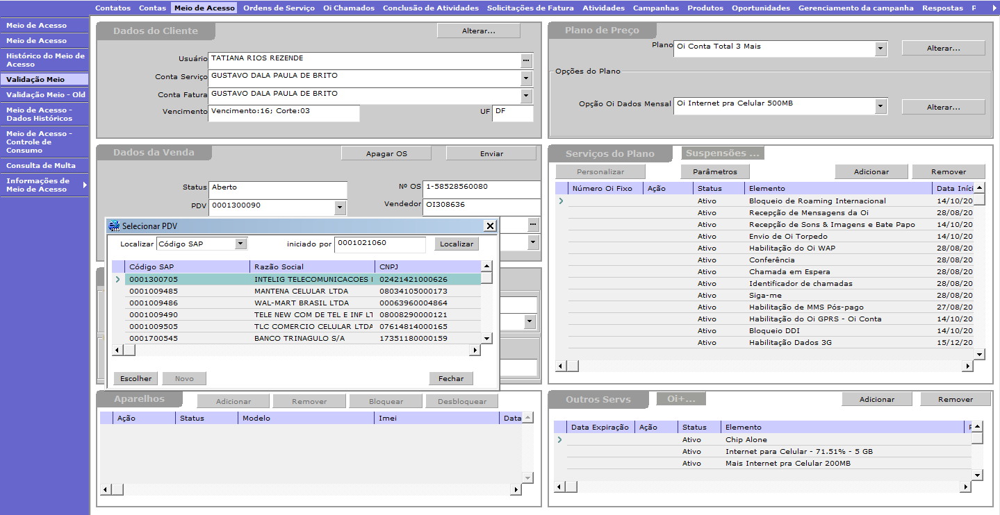 Contatos Contas Meio de Acesso Ordens de Serviço Oi Chamados Conclusão de Atividades Solicitações de Fatura Atividades Campanhas Produtos Oportunidades Gerenciamento da campanha Respostas
Meio de Acesso
Meio de Acesso
Histórico do Meio de
Acesso
Validação Meio
Validação Meio - Old
Meio de Acesso -
Dados Históricos
Meio de Acesso -
Controle de
Consumo
Consulta de Multa
Informações de
Meio de Acesso
Dados do Cliente
Alterar...
Usuário TATIANA RIOS REZENDE
Conta Serviço GUSTAVO DALA PAULA DE BRITO
Conta Fatura GUSTAVO DALA PAULA DE BRITO
Vencimento Vencimento:16; Corte:03 UF DF
Plano de Preço
Plano Oi Conta Total 3 Mais Alterar...
Opções do Plano
Opção Oi Dados Mensal Oi Internet pra Celular 500MB Alterar...
Dados da Venda Apagar OS Enviar
Status Aberto Nº OS 1-58528560080
PDV 0001300090 Vendedor OI308636
Selecionar PDV
Localizar Código SAP iniciado por 0001021060 Localizar
Código SAP Razão Social CNPJ
0001300705 INTELIG TELECOMUNICACOES 02421421000626
0001009485 MANTENA CELULAR LTDA 08034105000173
0001009486 WAL-MART BRASIL LTDA 00063960004864
0001009490 TELE NEW COM DE TEL E INF LT 08008290000121
0001009505 TLC COMERCIO CELULAR LTDA 07614814000165
0001700545 BANCO TRINAGULO S/A 17351180000159
Escolher Novo Fechar
Serviços do Plano Suspensões ...
Personalizar Parâmetros Adicionar Remover
Número Oi Fixo Ação Status Elemento Data Iníci
Ativo Bloqueio de Roaming Internacional 14/10/20
Ativo Recepção de Mensagens da Oi 28/08/20
Ativo Recepção de Sons & Imagens e Bate Papo 14/10/20
Ativo Envio de Oi Torpedo 14/10/20
Ativo Habilitação do Oi WAP 28/08/20
Ativo Conferência 28/08/20
Ativo Chamada em Espera 28/08/20
Ativo Identificador de chamadas 28/08/20
Ativo Siga-me 28/08/20
Ativo Habilitação de MMS Pós-pago 27/08/20
Ativo Habilitação do Oi GPRS - Oi Conta 14/10/20
Ativo Bloqueio DDI 14/10/20
Ativo Habilitação Dados 3G 15/12/20
Aparelhos Adicionar Remover Bloquear Desbloquear
Ação Status Modelo Imei Data
Outros Servs Oi+... Adicionar Remover
Data Expiração Ação Status Elemento
Ativo Chip Alone
Ativo Internet para Celular - 71.51% - 5 GB
Ativo Mais Internet pra Celular 200MB